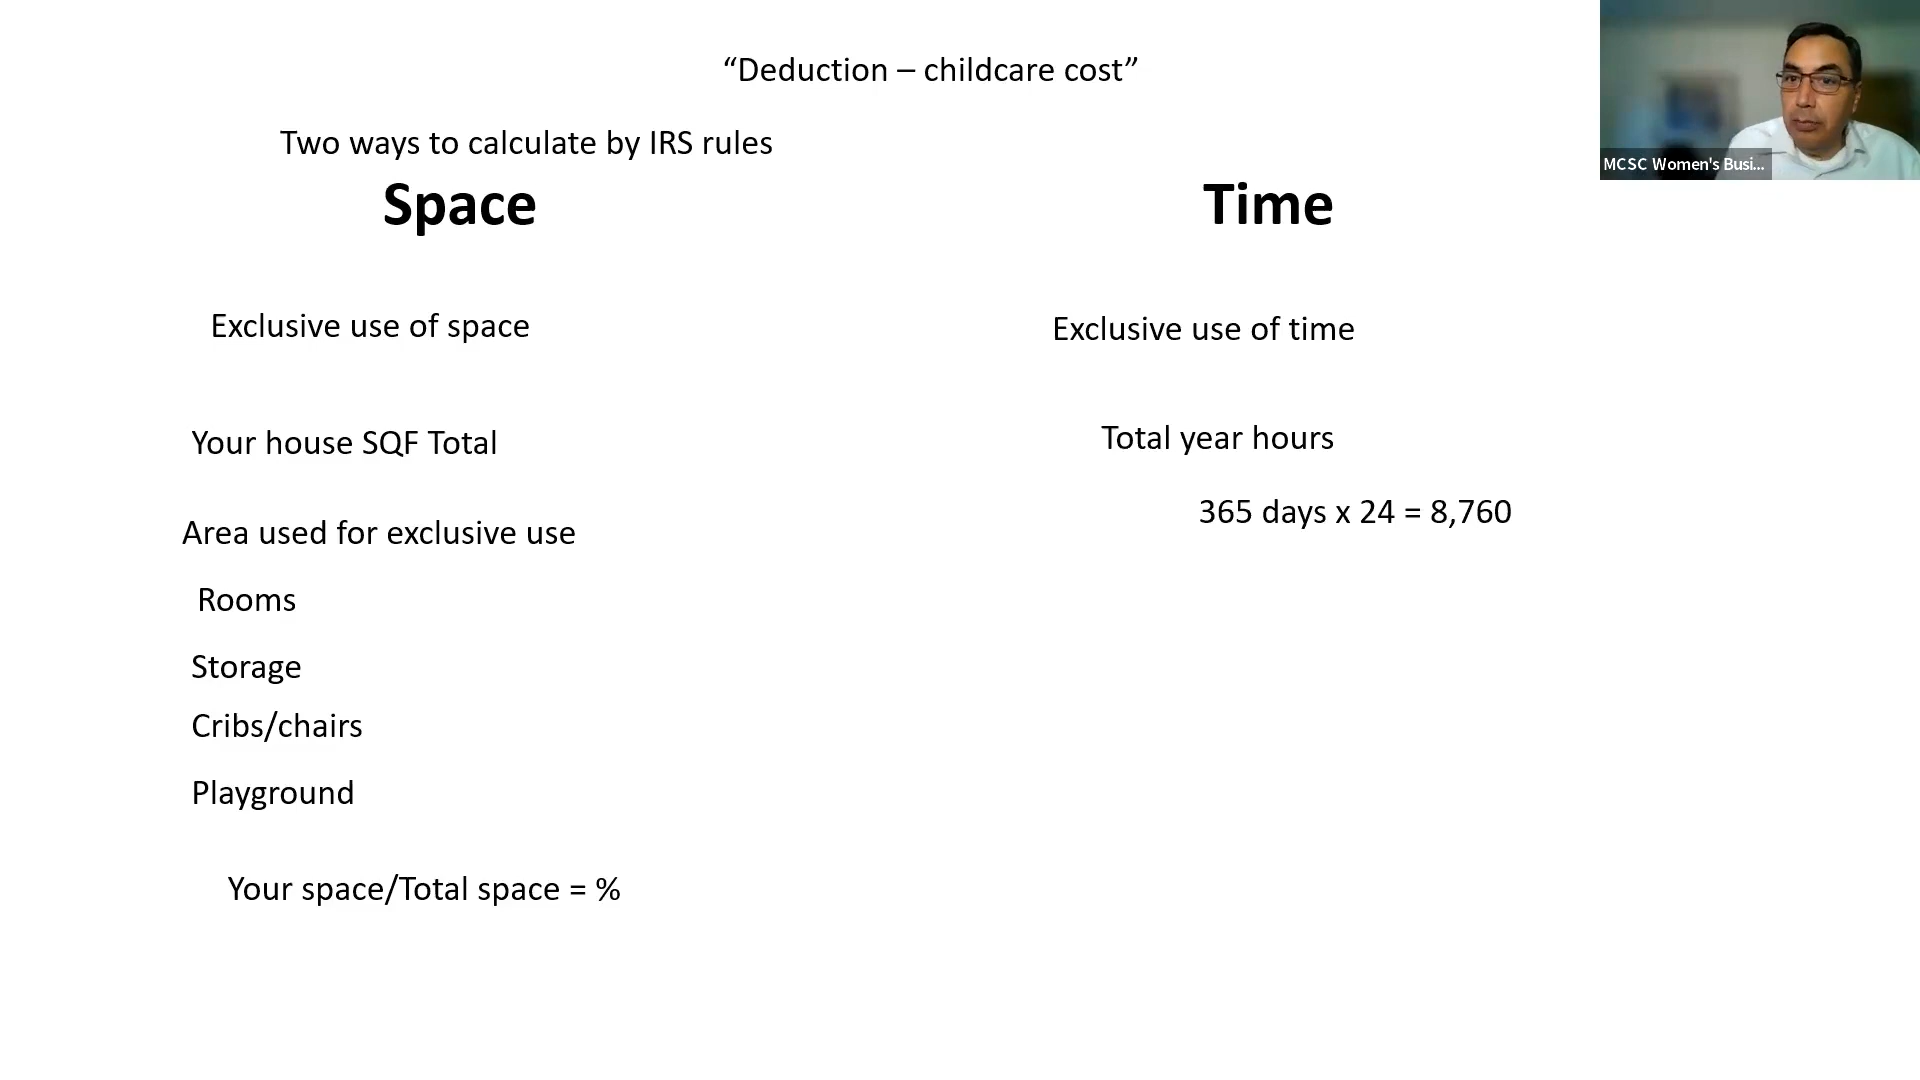 “Deduction – childcare cost”
Two ways to calculate by IRS rules
Space
Exclusive use of space
Your house SQF Total
Area used for exclusive use
Rooms
Storage
Cribs/chairs
Playground
Your space/Total space = %
Time
Exclusive use of time
Total year hours
365 days x 24 = 8,760
MCSC Women's Busi...